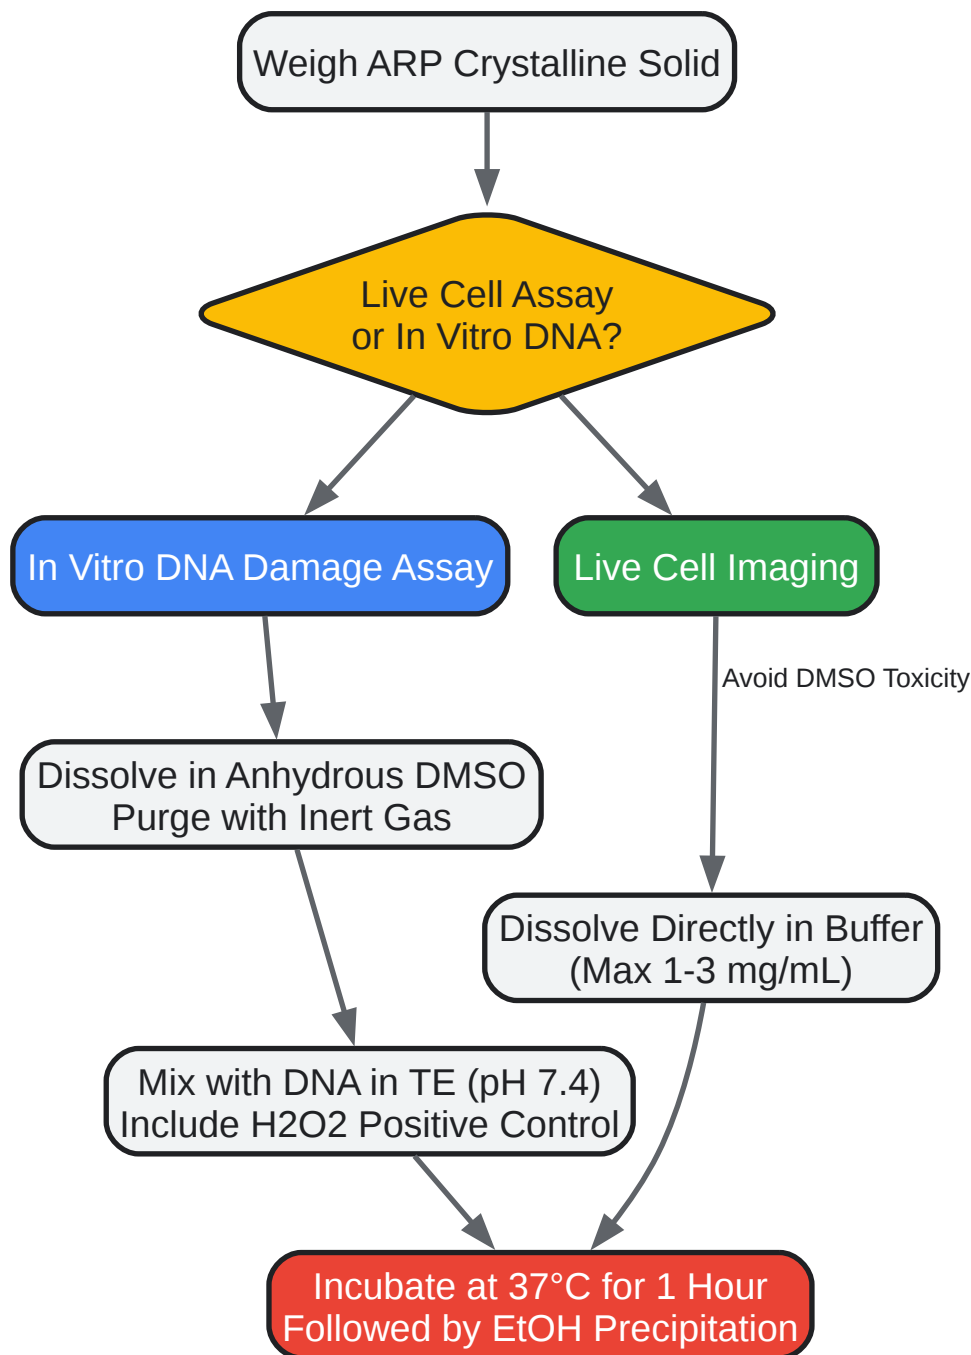 Weigh ARP Crystalline Solid
Live Cell Assay
or In Vitro DNA?
In Vitro DNA Damage Assay
Live Cell Imaging
Avoid DMSO Toxicity
Dissolve in Anhydrous DMSO
Purge with Inert Gas
Dissolve Directly in Buffer
(Max 1-3 mg/mL)
Mix with DNA in TE (pH 7.4)
Include H2O2 Positive Control
Incubate at 37°C for 1 Hour
Followed by EtOH Precipitation